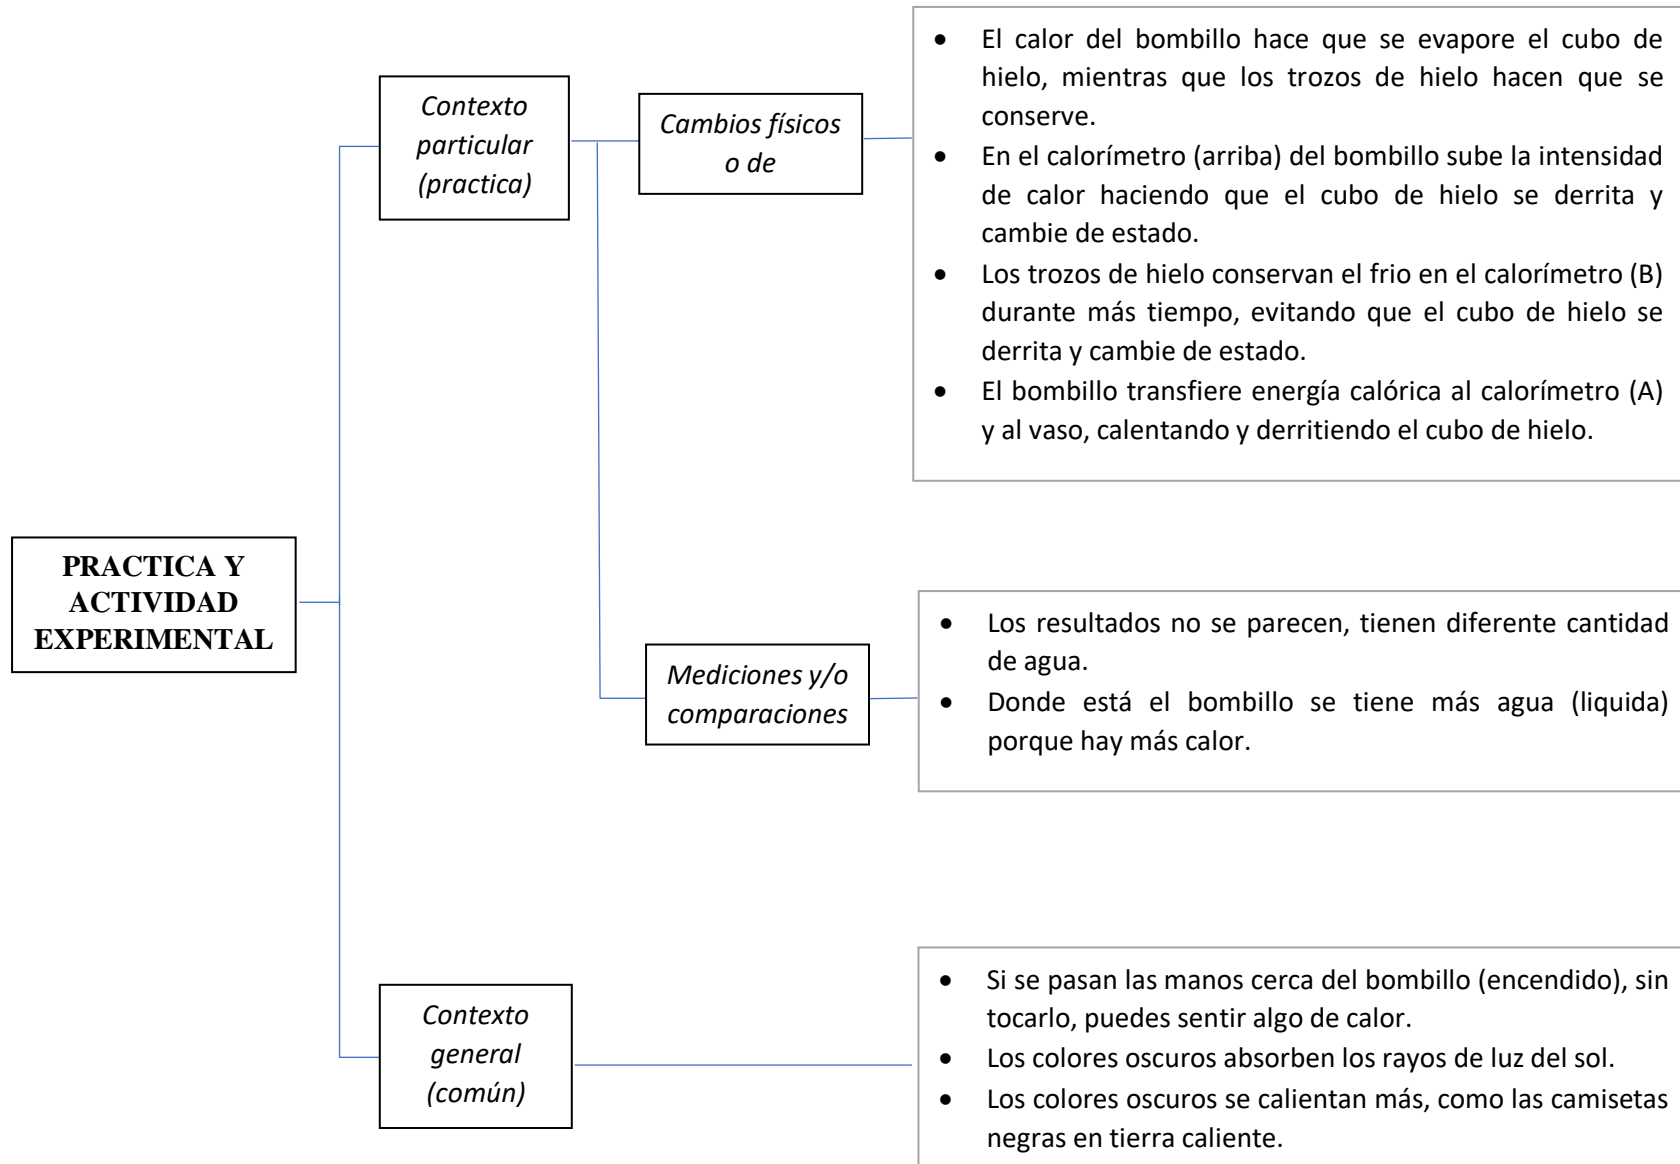 PRACTICA Y
ACTIVIDAD
EXPERIMENTAL
Contexto
particular
(practica)
Cambios físicos
o de
• El calor del bombillo hace que se evapore el cubo de
hielo, mientras que los trozos de hielo hacen que se
conserve.
• En el calorímetro (arriba) del bombillo sube la intensidad
de calor haciendo que el cubo de hielo se derrita y
cambie de estado.
• Los trozos de hielo conservan el frio en el calorímetro (B)
durante más tiempo, evitando que el cubo de hielo se
derrita y cambie de estado.
• El bombillo transfiere energía calórica al calorímetro (A)
y al vaso, calentando y derritiendo el cubo de hielo.
Mediciones y/o
comparaciones
• Los resultados no se parecen, tienen diferente cantidad
de agua.
• Donde está el bombillo se tiene más agua (liquida)
porque hay más calor.
Contexto
general
(común)
• Si se pasan las manos cerca del bombillo (encendido), sin
tocarlo, puedes sentir algo de calor.
• Los colores oscuros absorben los rayos de luz del sol.
• Los colores oscuros se calientan más, como las camisetas
negras en tierra caliente.